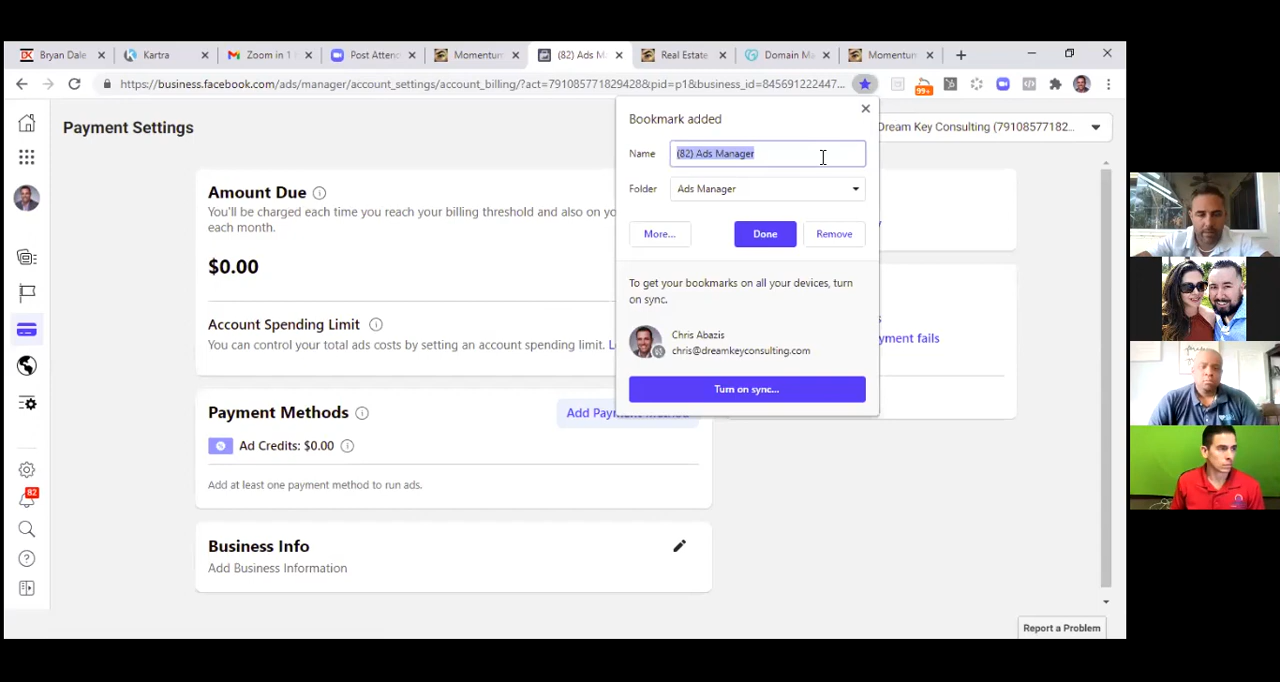 Bryan Dale
Kartra
Zoom in 1
Post Attend
Momentum
(82) Ads M
Real Estate
Domain Ma
Momentum
https://business.facebook.com/ads/manager/account_settings/account_billing/?act=791085771829428&pid=p1&business_id=845691222447...
99+
Payment Settings
Dream Key Consulting (79108577182...
Bookmark added
Name
(82) Ads Manager
Folder
Ads Manager
More...
Done
Remove
To get your bookmarks on all your devices, turn
on sync.
Chris Abazis
chris@dreamkeyconsulting.com
Turn on sync...
Amount Due
You'll be charged each time you reach your billing threshold and also on yo
each month.
$0.00
Account Spending Limit
You can control your total ads costs by setting an account spending limit. L
yment fails
Payment Methods
Add Payment Method
Ad Credits: $0.00
Add at least one payment method to run ads.
Business Info
Add Business Information
82
Report a Problem